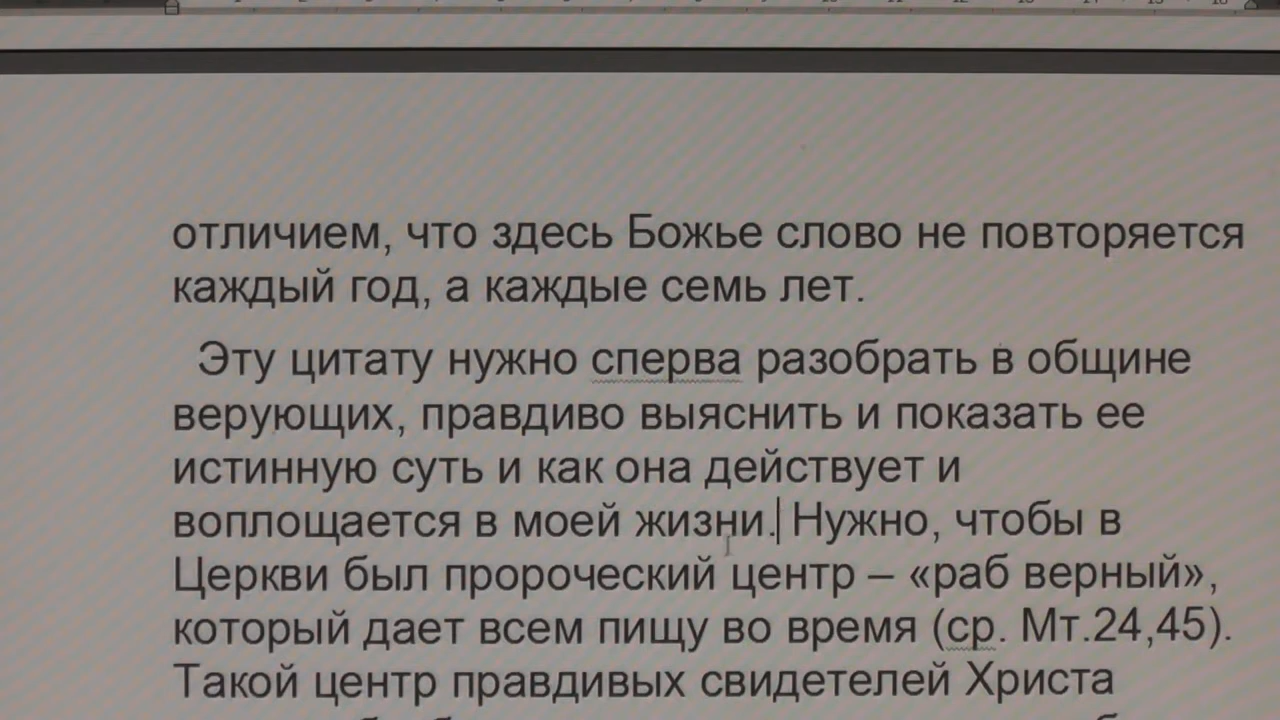 отличием, что здесь Божье слово не повторяется
каждый год, а каждые семь лет.
Эту цитату нужно сперва разобрать в общине
верующих, правдиво выяснить и показать ее
истинную суть и как она действует и
воплощается в моей жизни. Нужно, чтобы в
Церкви был пророческий центр – «раб верный»,
который дает всем пищу во время (ср. Мт.24,45).
Такой центр правдивых свидетелей Христа